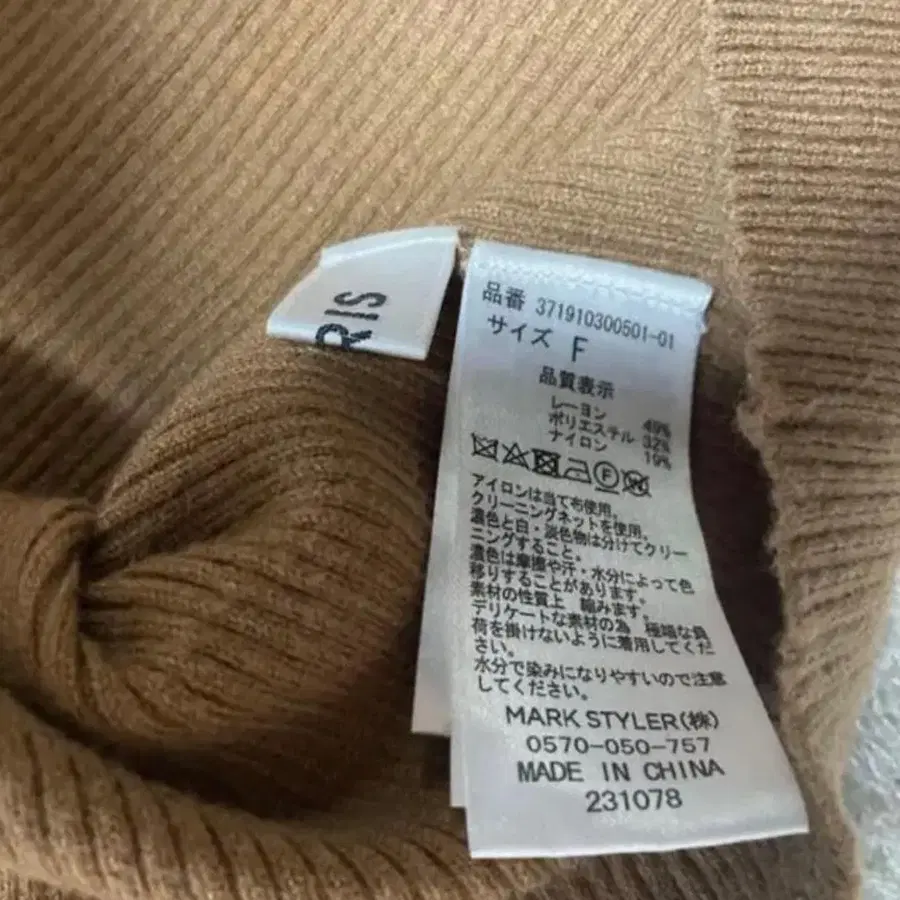 RIS
品番 371910300501-01
サイズ F
品質表示
レーヨン 49%
ポリエステル 32%
ナイロン 19%
アイロンは当て布使用。
クリーニングネットを使用。
濃色と白・淡色物は分けてクリー
ニングすること。
濃色は摩擦や汗・水分によって色
移りすることがあります。
素材の性質上 縮みます。
デリケートな素材の為 極端な負
荷を掛けないように着用してくだ
さい。
水分で染みになりやすいので注意
してください。
MARK STYLER(株)
0570-050-757
MADE IN CHINA
231078